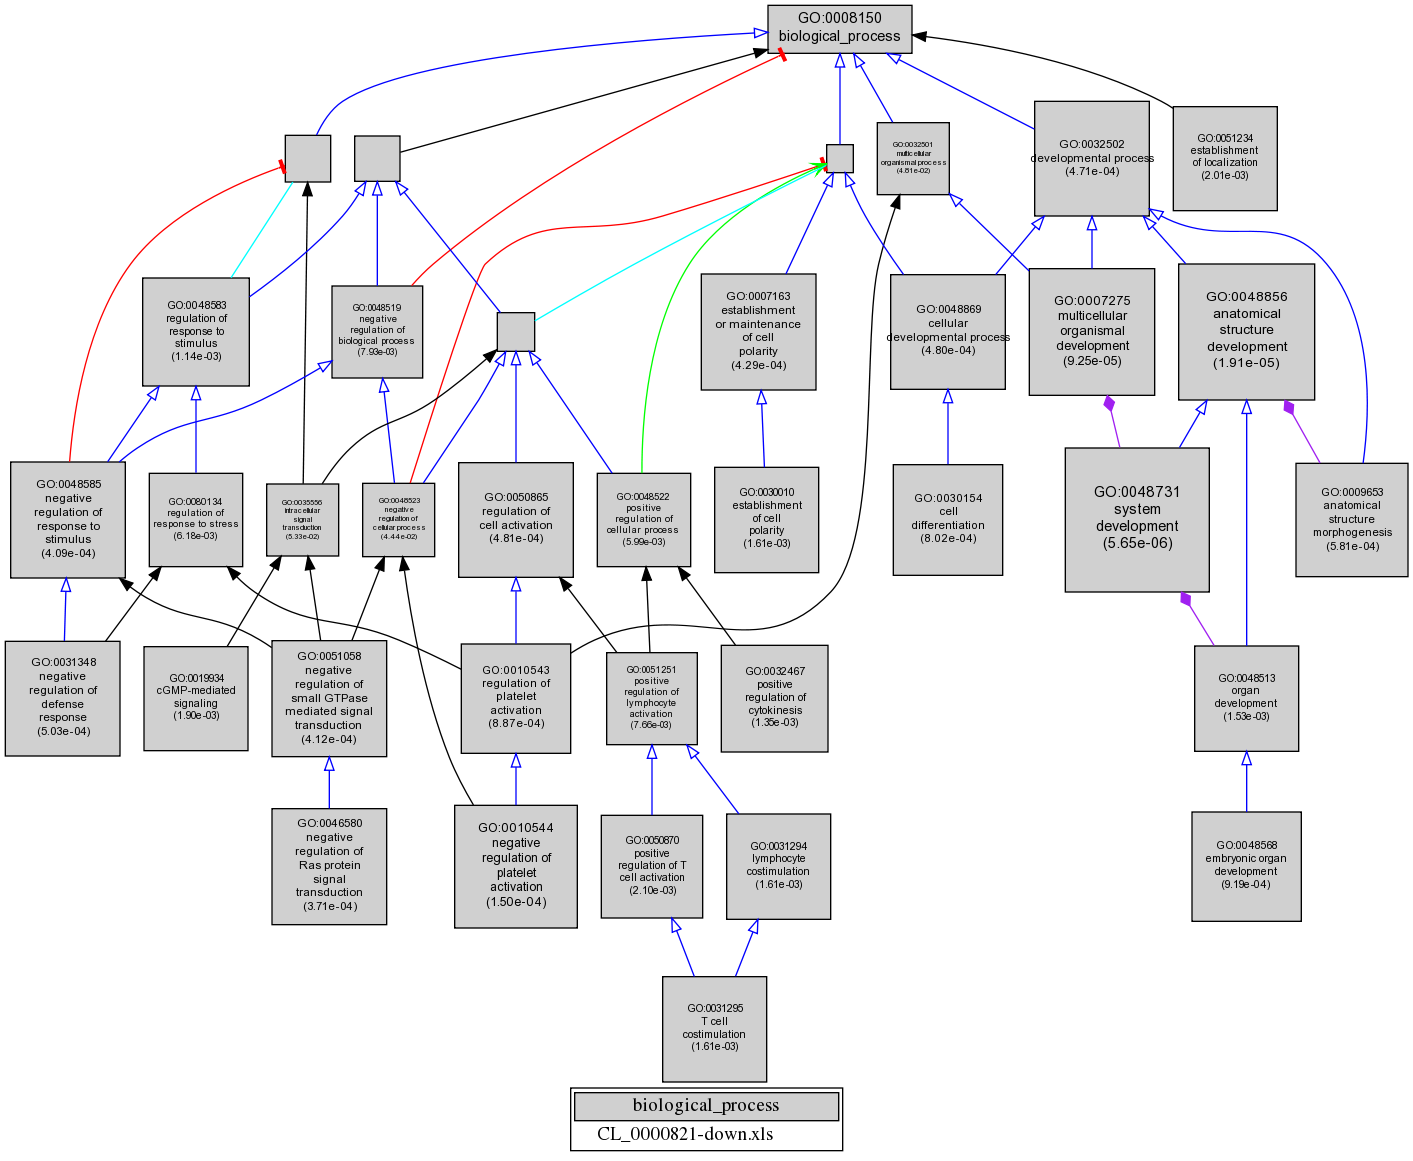 GO:0008150
biological_process
GO:0032501
multicellular
organismal process
(4.81e-02)
GO:0032502
developmental process
(4.71e-04)
GO:0051234
establishment
of localization
(2.01e-03)
GO:0048583
regulation of
response to
stimulus
(1.14e-03)
GO:0048519
negative
regulation of
biological process
(7.93e-03)
GO:0007163
establishment
or maintenance
of cell
polarity
(4.29e-04)
GO:0048869
cellular
developmental process
(4.80e-04)
GO:0007275
multicellular
organismal
development
(9.25e-05)
GO:0048856
anatomical
structure
development
(1.91e-05)
GO:0048585
negative
regulation of
response to
stimulus
(4.09e-04)
GO:0080134
regulation of
response to stress
(6.18e-03)
GO:0035556
intracellular
signal
transduction
(5.33e-02)
GO:0048523
negative
regulation of
cellular process
(4.44e-02)
GO:0050865
regulation of
cell activation
(4.81e-04)
GO:0048522
positive
regulation of
cellular process
(5.99e-03)
GO:0030010
establishment
of cell
polarity
(1.61e-03)
GO:0030154
cell
differentiation
(8.02e-04)
GO:0048731
system
development
(5.65e-06)
GO:0009653
anatomical
structure
morphogenesis
(5.81e-04)
GO:0031348
negative
regulation of
defense
response
(5.03e-04)
GO:0019934
cGMP-mediated
signaling
(1.90e-03)
GO:0051058
negative
regulation of
small GTPase
mediated signal
transduction
(4.12e-04)
GO:0010543
regulation of
platelet
activation
(8.87e-04)
GO:0051251
positive
regulation of
lymphocyte
activation
(7.66e-03)
GO:0032467
positive
regulation of
cytokinesis
(1.35e-03)
GO:0048513
organ
development
(1.53e-03)
GO:0046580
negative
regulation of
Ras protein
signal
transduction
(3.71e-04)
GO:0010544
negative
regulation of
platelet
activation
(1.50e-04)
GO:0050870
positive
regulation of T
cell activation
(2.10e-03)
GO:0031294
lymphocyte
costimulation
(1.61e-03)
GO:0048568
embryonic organ
development
(9.19e-04)
GO:0031295
T cell
costimulation
(1.61e-03)
biological_process
CL_0000821-down.xls